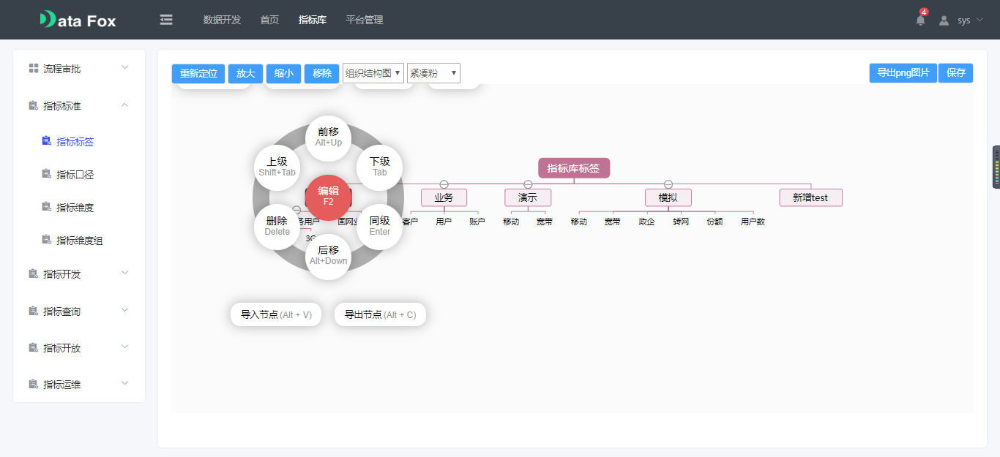 Data Fox
数据开发 首页 指标库 平台管理
4
sys
流程审批
指标标准
指标标签
指标口径
指标维度
指标维度组
指标开发
指标查询
指标开放
指标运维
重新定位 放大 缩小 移除 组织结构图 紧凑粉 导出png图片 保存
指标库标签
业务 演示 模拟 新增test
客户 用户 账户 移动 宽带 移动 宽带 政企 转网 份额 用户数
前移
Alt+Up
上级
Shift+Tab
下级
Tab
编辑
F2
删除
Delete
同级
Enter
后移
Alt+Down
务用户
固网业
3G
导入节点 (Alt + V) 导出节点 (Alt + C)